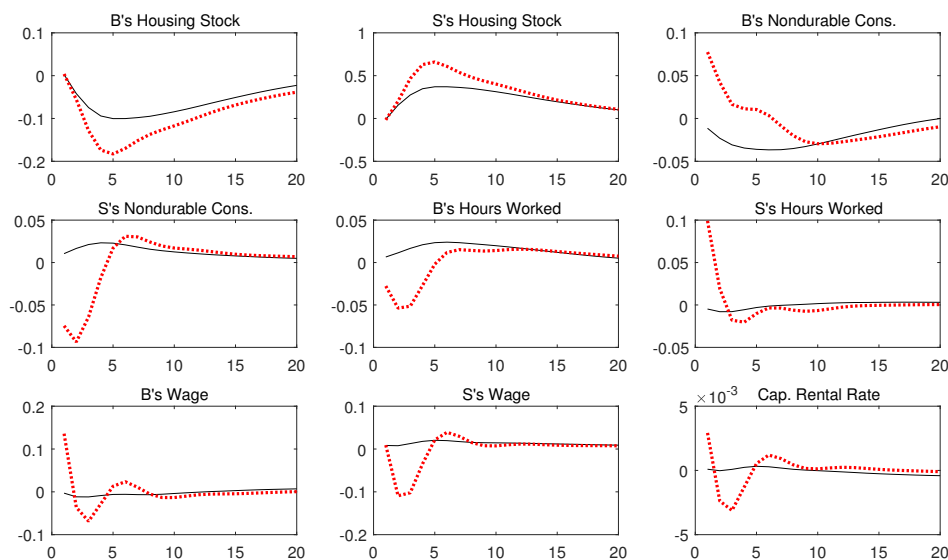 B's Housing Stock
0.1
0
-0.1
-0.2
0 5 10 15 20
S's Housing Stock
1
0.5
0
-0.5
0 5 10 15 20
B's Nondurable Cons.
0.1
0.05
0
-0.05
0 5 10 15 20
S's Nondurable Cons.
0.05
0
-0.05
-0.1
0 5 10 15 20
B's Hours Worked
0.05
0
-0.05
-0.1
0 5 10 15 20
S's Hours Worked
0.1
0.05
0
-0.05
0 5 10 15 20
B's Wage
0.2
0.1
0
-0.1
0 5 10 15 20
S's Wage
0.1
0
-0.1
-0.2
0 5 10 15 20
Cap. Rental Rate
×10⁻³
5
0
-5
0 5 10 15 20